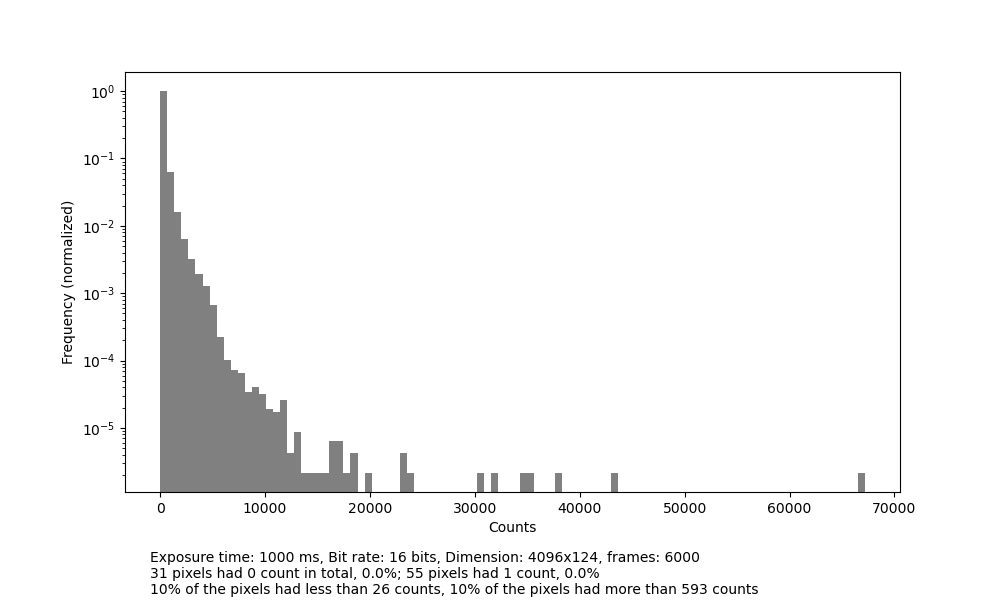 10⁰
10⁻¹
10⁻²
10⁻³
10⁻⁴
10⁻⁵
Frequency (normalized)
0 10000 20000 30000 40000 50000 60000 70000
Counts
Exposure time: 1000 ms, Bit rate: 16 bits, Dimension: 4096x124, frames: 6000
31 pixels had 0 count in total, 0.0%; 55 pixels had 1 count, 0.0%
10% of the pixels had less than 26 counts, 10% of the pixels had more than 593 counts